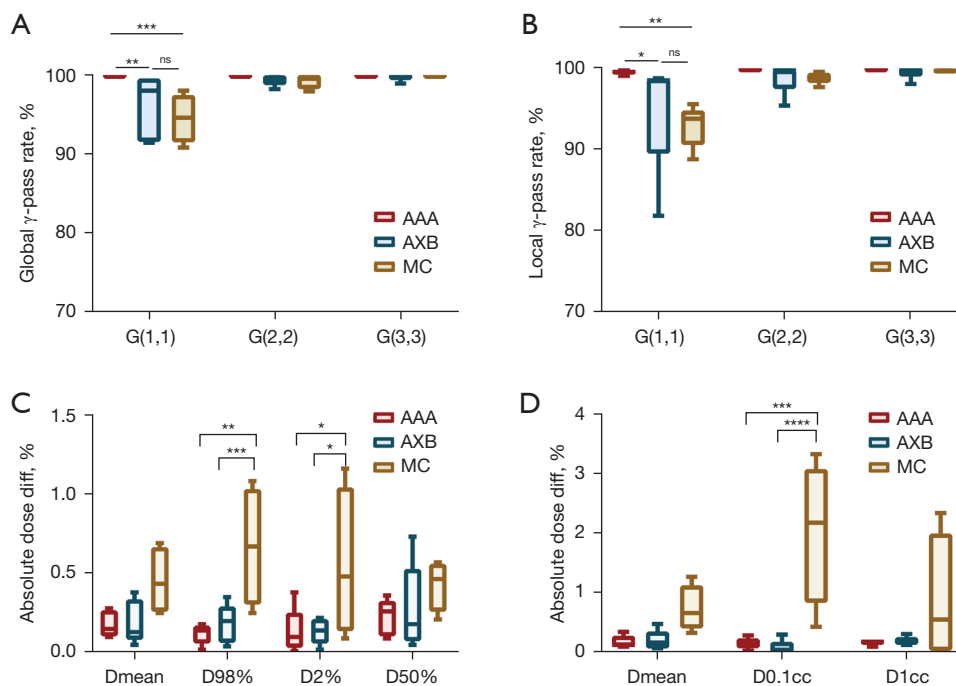 A
***
**
ns
100
90
80
70
Global γ-pass rate, %
AAA
AXB
MC
G(1,1)
G(2,2)
G(3,3)
B
**
*
ns
100
90
80
70
Local γ-pass rate, %
AAA
AXB
MC
G(1,1)
G(2,2)
G(3,3)
C
1.5
1.0
0.5
0.0
Absolute dose diff, %
**
***
*
*
AAA
AXB
MC
Dmean
D98%
D2%
D50%
D
4
3
2
1
0
Absolute dose diff, %
***
****
AAA
AXB
MC
Dmean
D0.1cc
D1cc